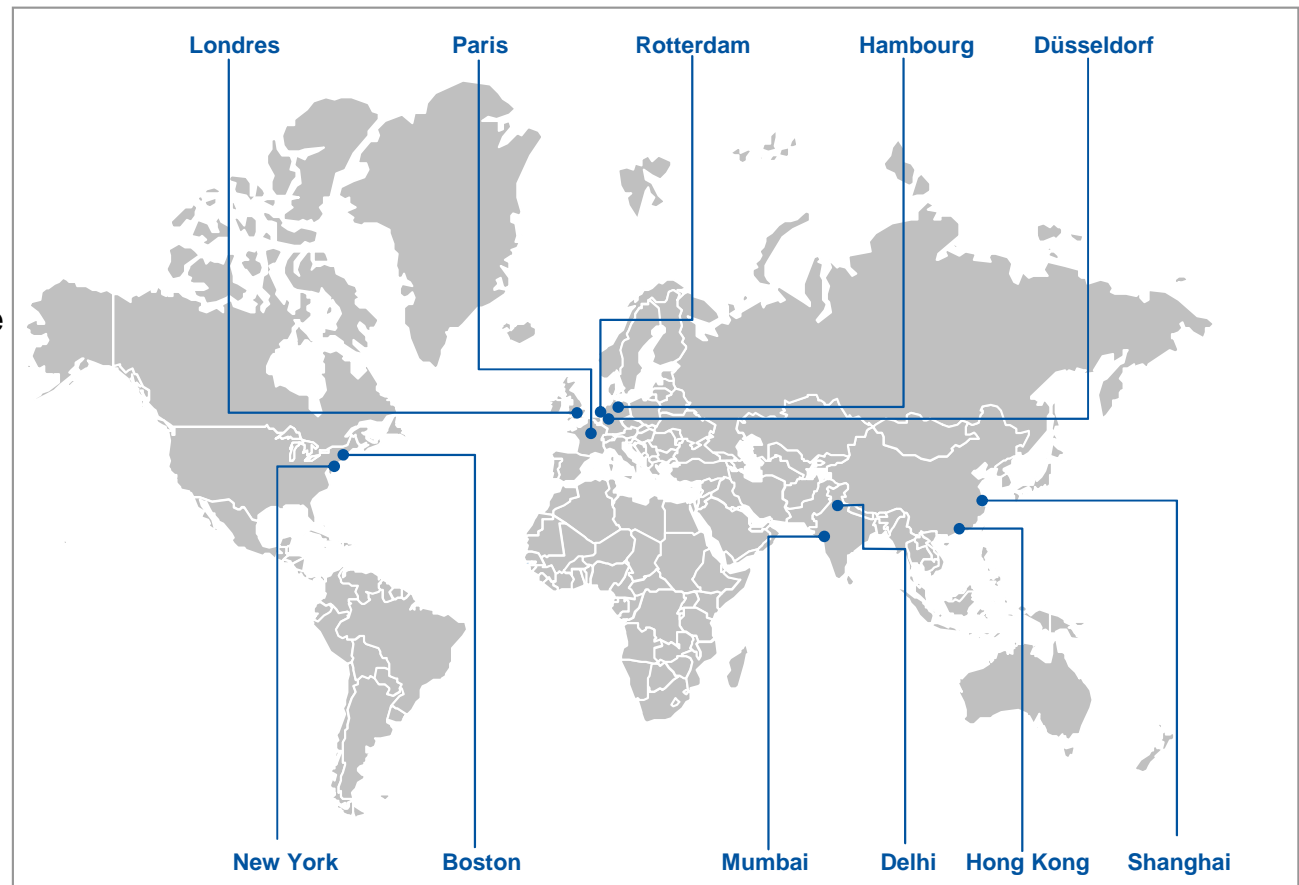 Londres
Paris
Rotterdam
Hambourg
Düsseldorf
e
New York
Boston
Mumbai
Delhi
Hong Kong
Shanghai